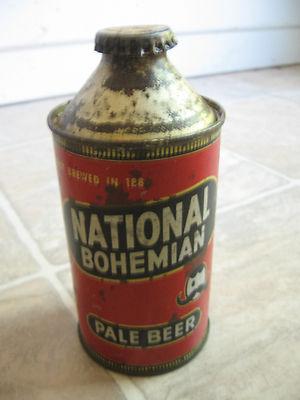 BREWED IN 188
NATIONAL
BOHEMIAN
PALE BEER